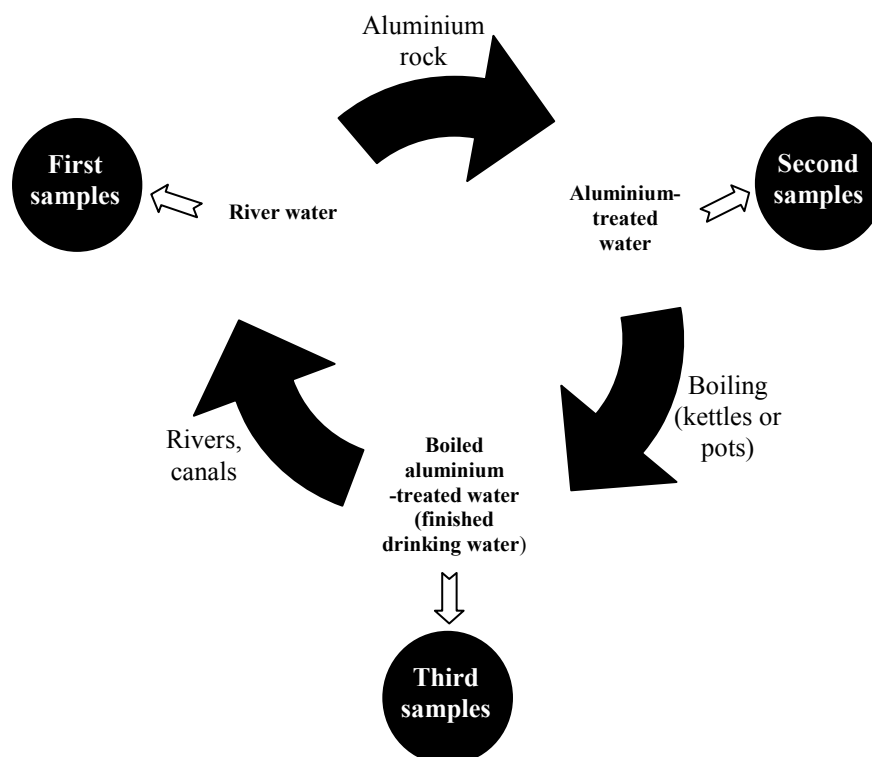 Aluminium
rock
First
samples
River water
Aluminium-
treated
water
Second
samples
Boiling
(kettles or
pots)
Rivers,
canals
Boiled
aluminium
-treated water
(finished
drinking water)
Third
samples